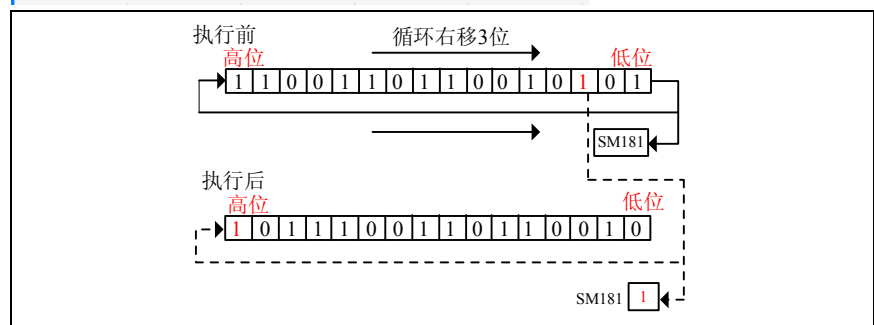 执行前
循环右移3位
高位
低位
1 1 0 0 1 1 0 1 1 0 0 1 0 1 0 1
SM181
执行后
高位
低位
1 0 1 1 1 0 0 1 1 0 1 1 0 0 1 0
SM181 1